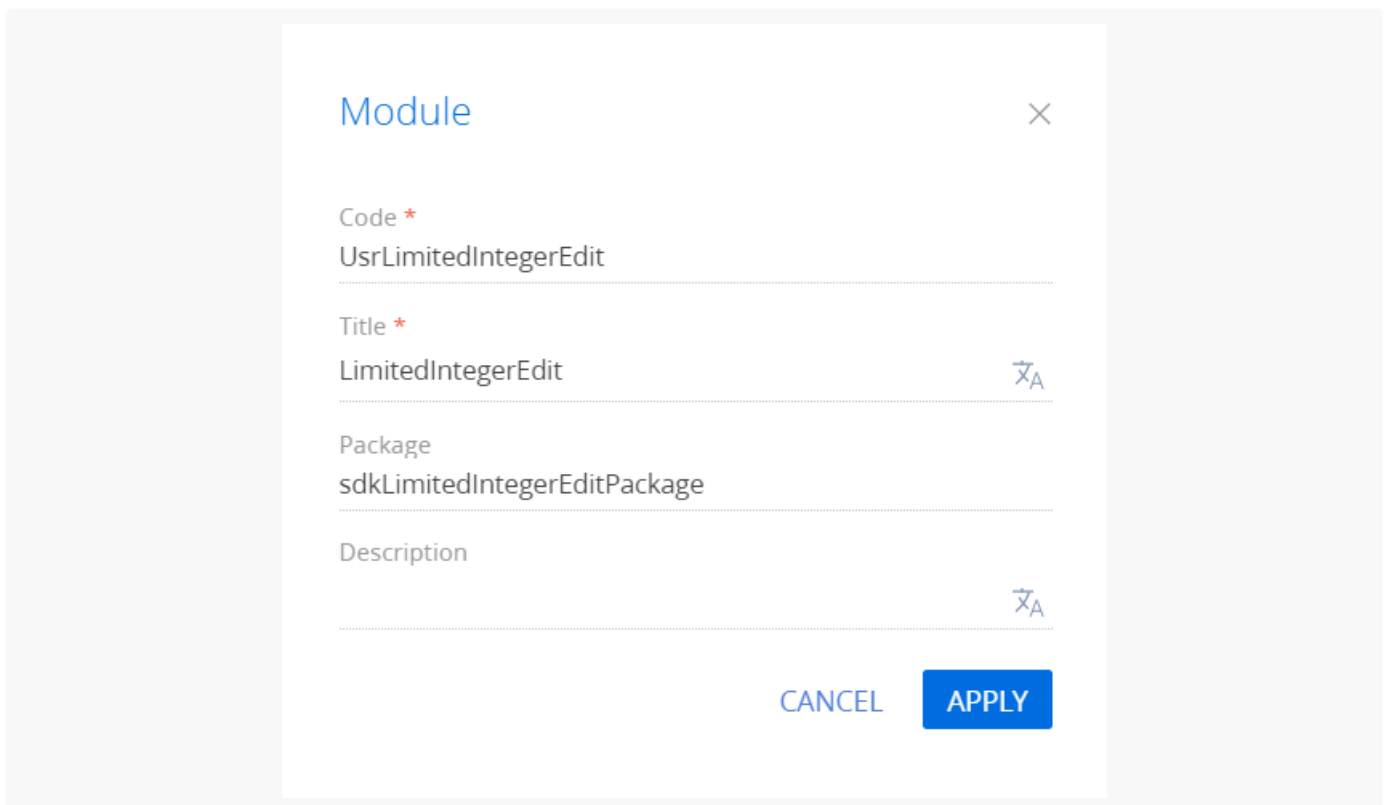 Module
Code *
UsrLimitedIntegerEdit
Title *
LimitedIntegerEdit
Package
sdkLimitedIntegerEditPackage
Description
CANCEL APPLY